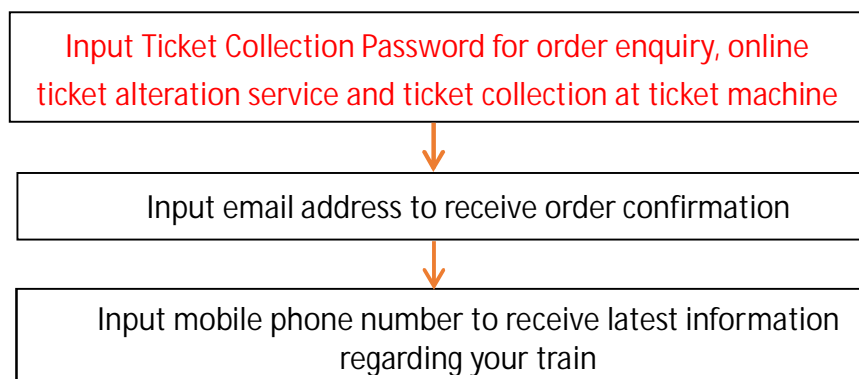 Input Ticket Collection Password for order enquiry, online
ticket alteration service and ticket collection at ticket machine
Input email address to receive order confirmation
Input mobile phone number to receive latest information
regarding your train